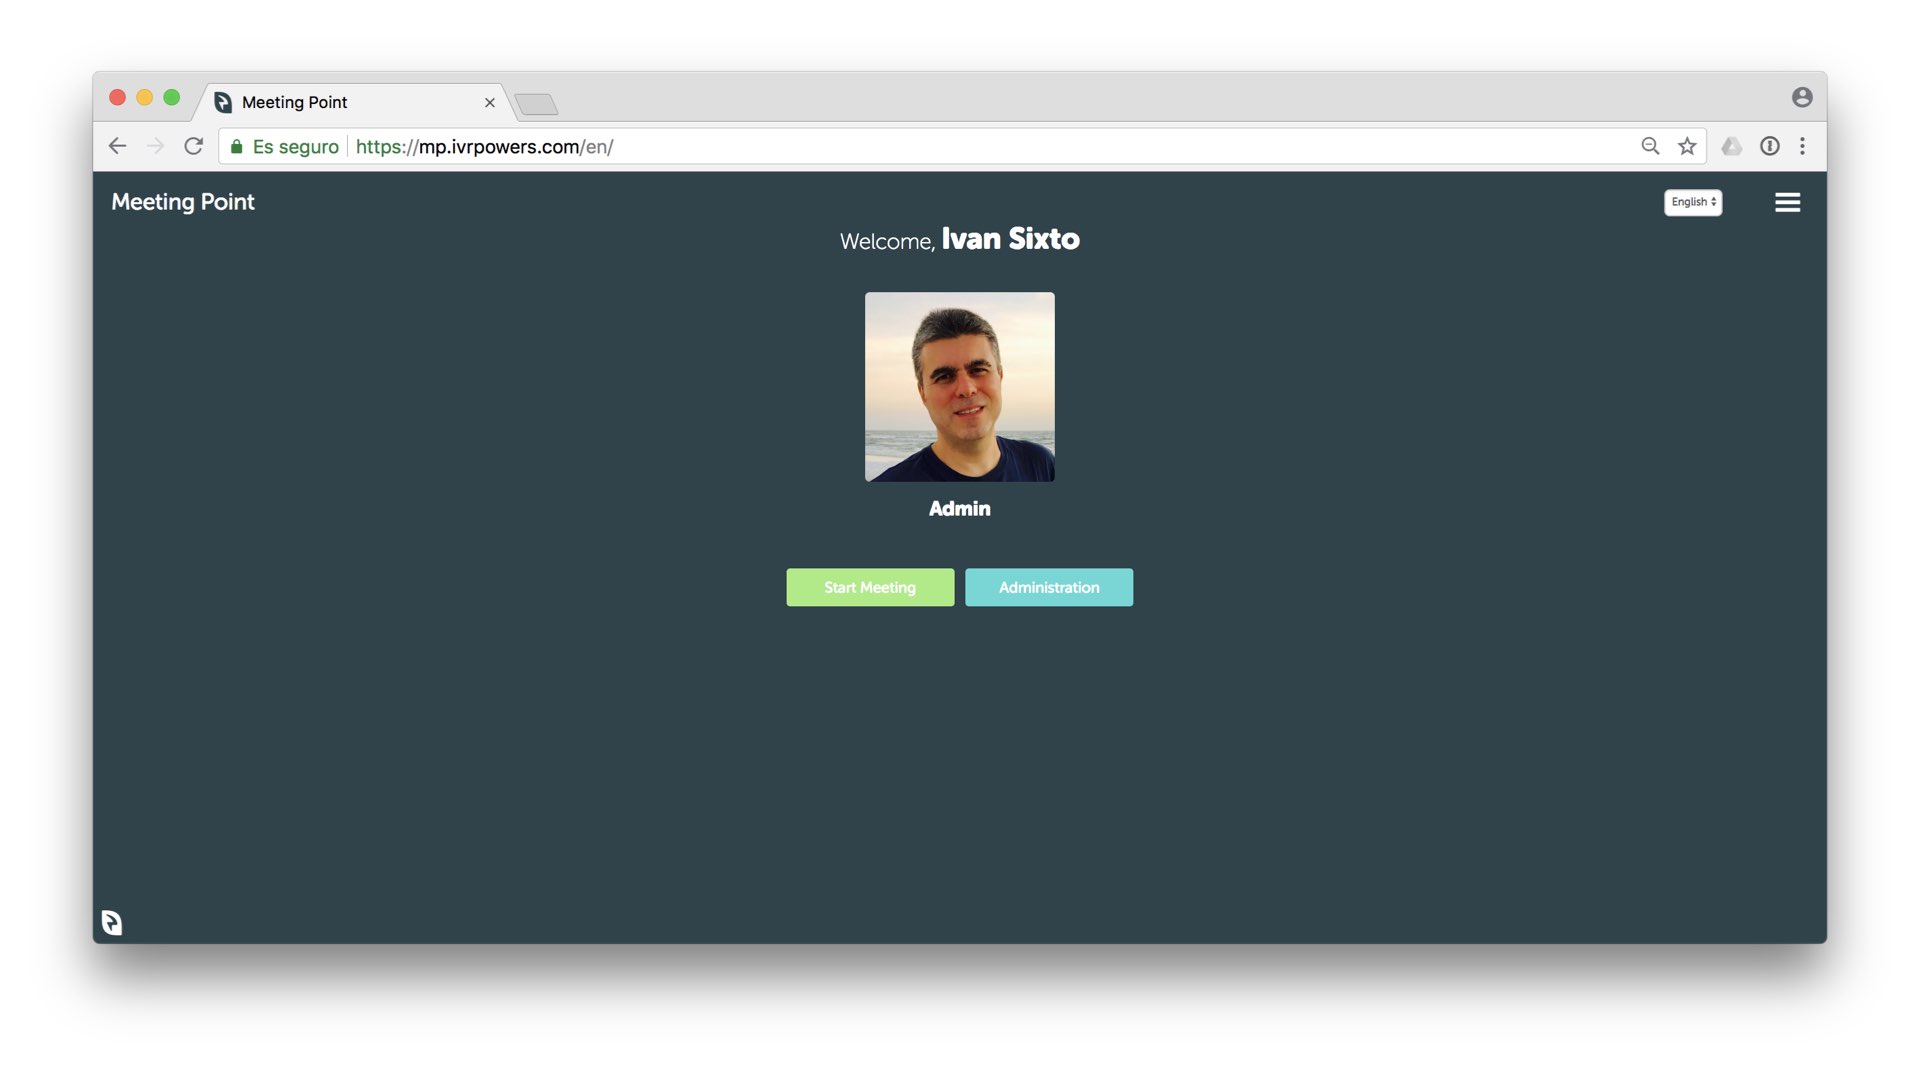 Meeting Point
Es seguro https://mp.ivrpowers.com/en/
Meeting Point
English
Welcome, Ivan Sixto
Admin
Start Meeting
Administration